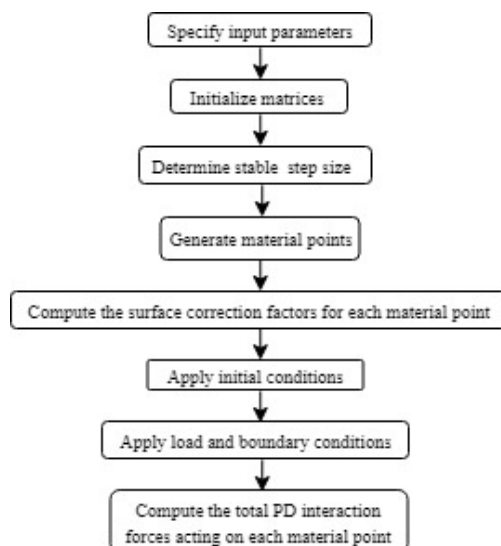 Specify input parameters
Initialize matrices
Determine stable step size
Generate material points
Compute the surface correction factors for each material point
Apply initial conditions
Apply load and boundary conditions
Compute the total PD interaction
forces acting on each material point